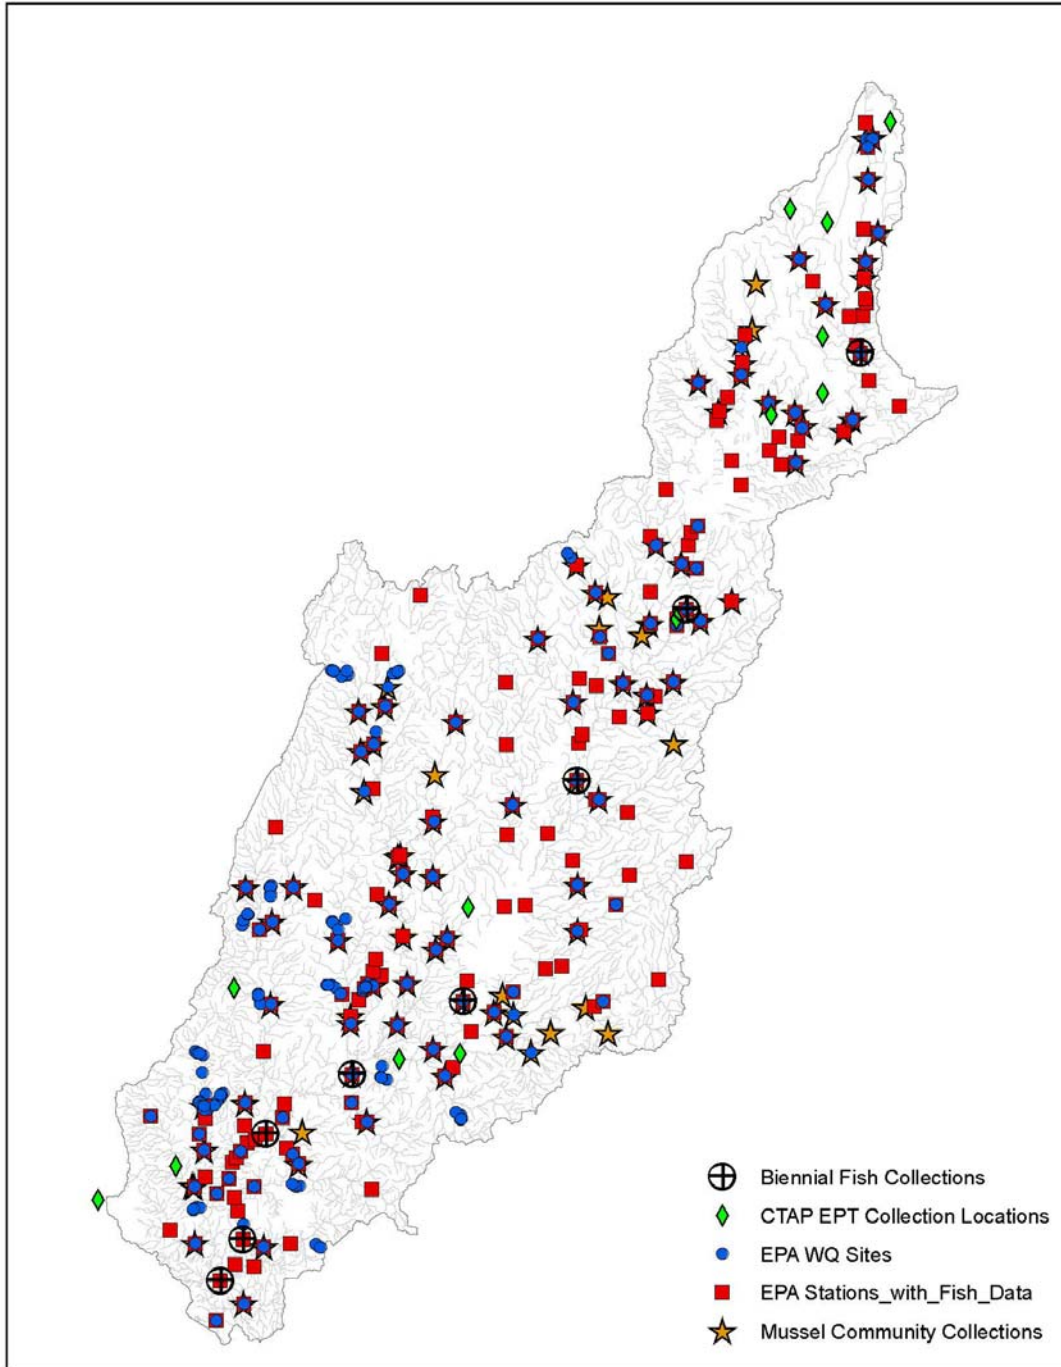 Biennial Fish Collections
CTAP EPT Collection Locations
EPA WQ Sites
EPA Stations_with_Fish_Data
Mussel Community Collections